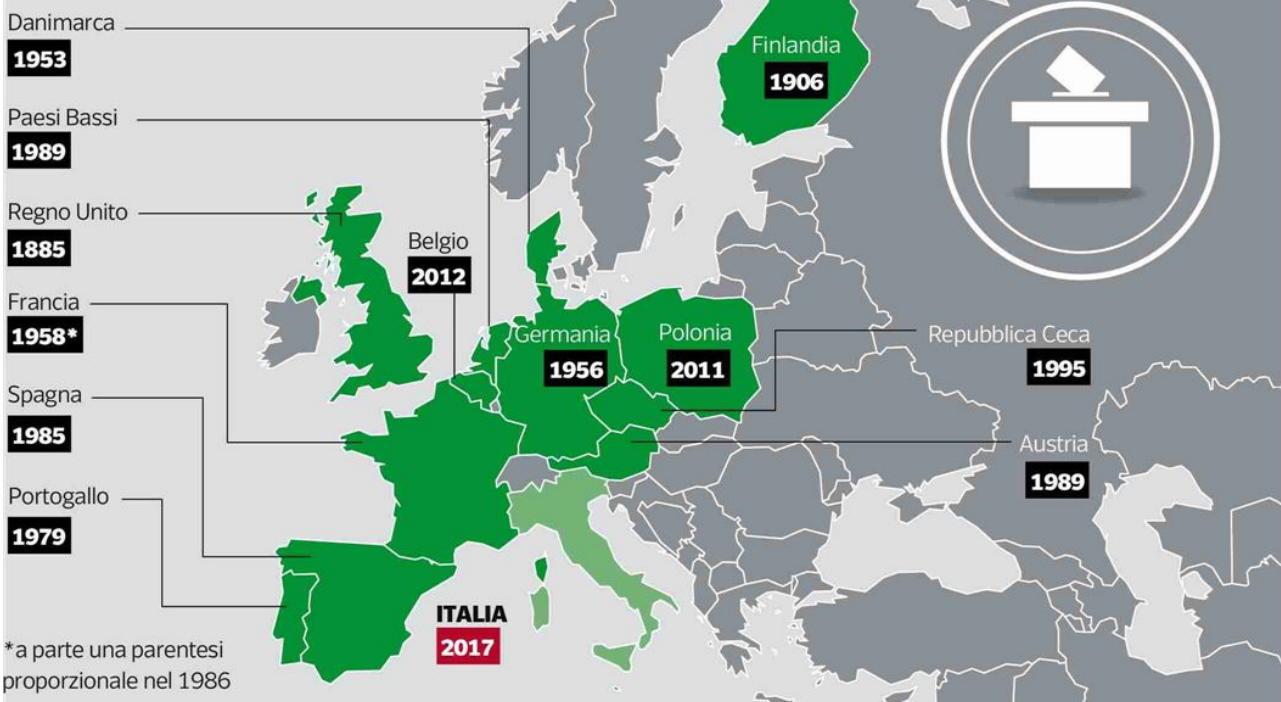 Danimarca
1953
Paesi Bassi
1989
Regno Unito
1885
Francia
1958*
Spagna
1985
Portogallo
1979
*a parte una parentesi
proporzionale nel 1986
Belgio
2012
Finlandia
1906
Germania
1956
Polonia
2011
Repubblica Ceca
1995
Austria
1989
ITALIA
2017